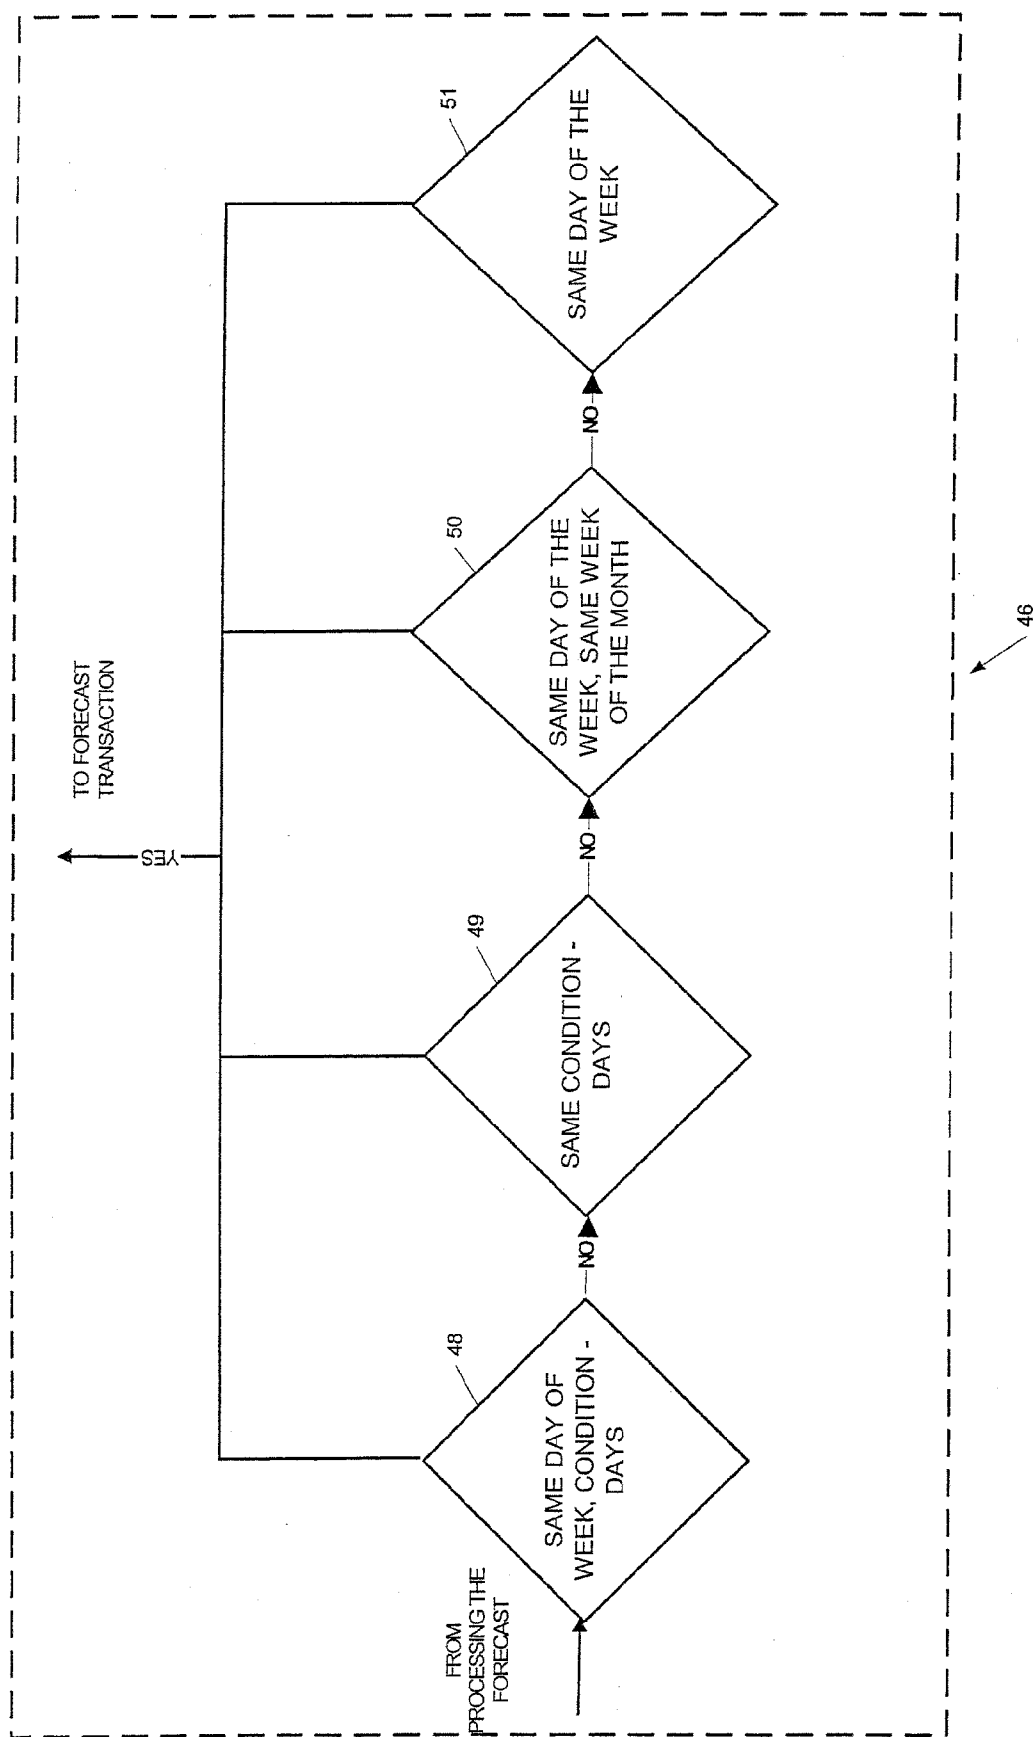 FROM
PROCESSING THE
FORECAST
SAME DAY OF
WEEK, CONDITION -
DAYS
48
NO
SAME CONDITION -
DAYS
49
NO
SAME DAY OF THE
WEEK, SAME WEEK
OF THE MONTH
50
NO
SAME DAY OF THE
WEEK
51
YES
TO FORECAST
TRANSACTION
46